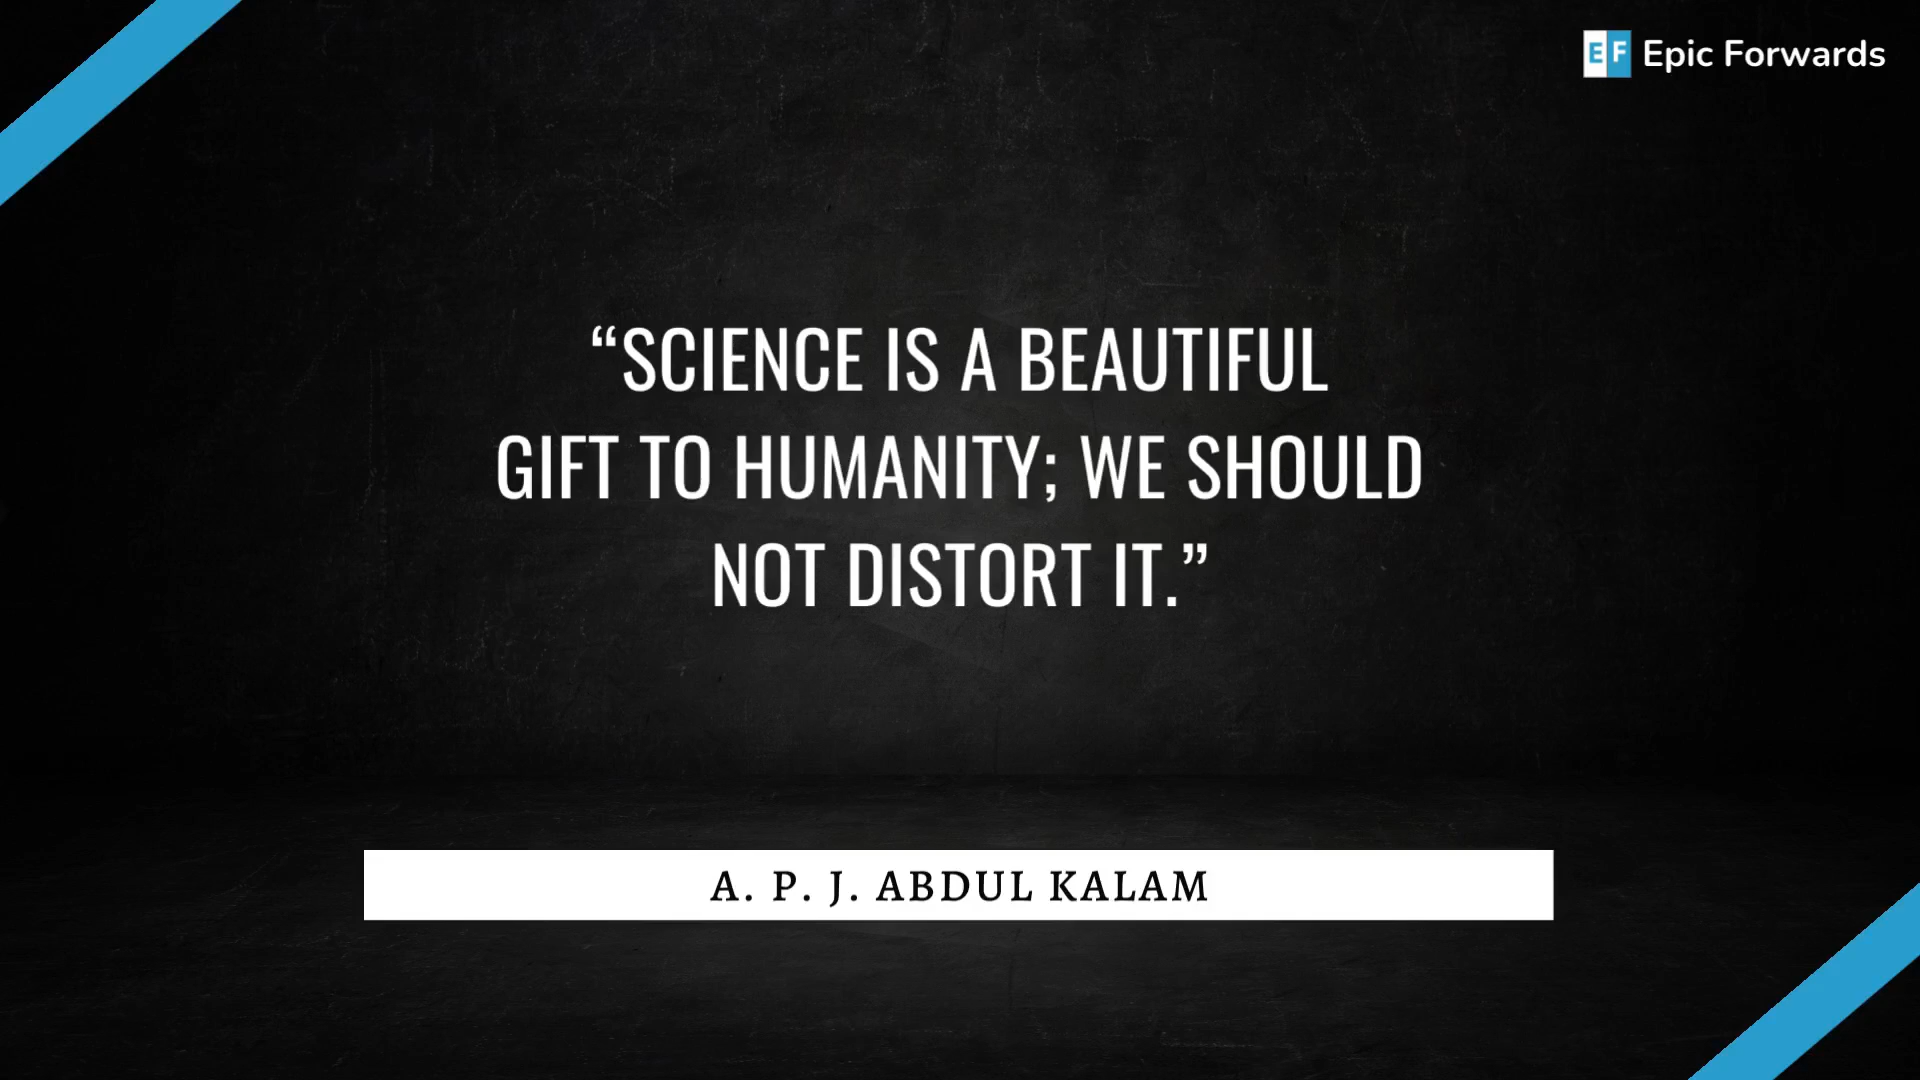 EF Epic Forwards
“SCIENCE IS A BEAUTIFUL
GIFT TO HUMANITY; WE SHOULD
NOT DISTORT IT.”
A. P. J. ABDUL KALAM